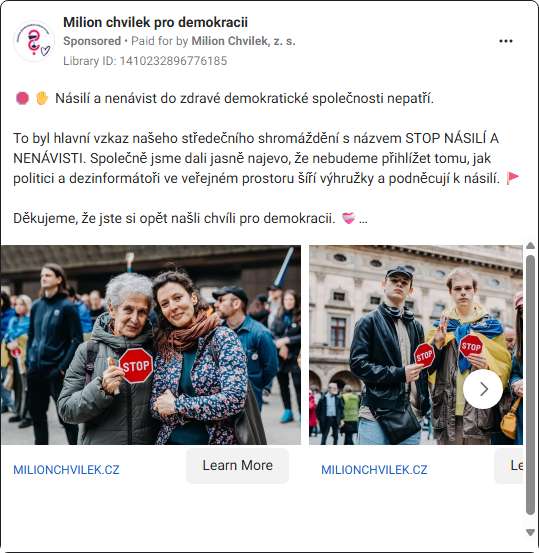 Milion chvilek pro demokracii
Sponsored • Paid for by Milion Chvilek, z. s.
Library ID: 1410232896776185
Násilí a nenávist do zdravé demokratické společnosti nepatří.
To byl hlavní vzkaz našeho středečního shromáždění s názvem STOP NÁSILÍ A
NENÁVISTI. Společně jsme dali jasně najevo, že nebudeme přihlížet tomu, jak
politici a dezinformátoři ve veřejném prostoru šíří výhružky a podněcují k násilí.
Děkujeme, že jste si opět našli chvíli pro demokracii. ...
STOP
STOP
STOP
MILIONCHVILEK.CZ
Learn More
MILIONCHVILEK.CZ
Le